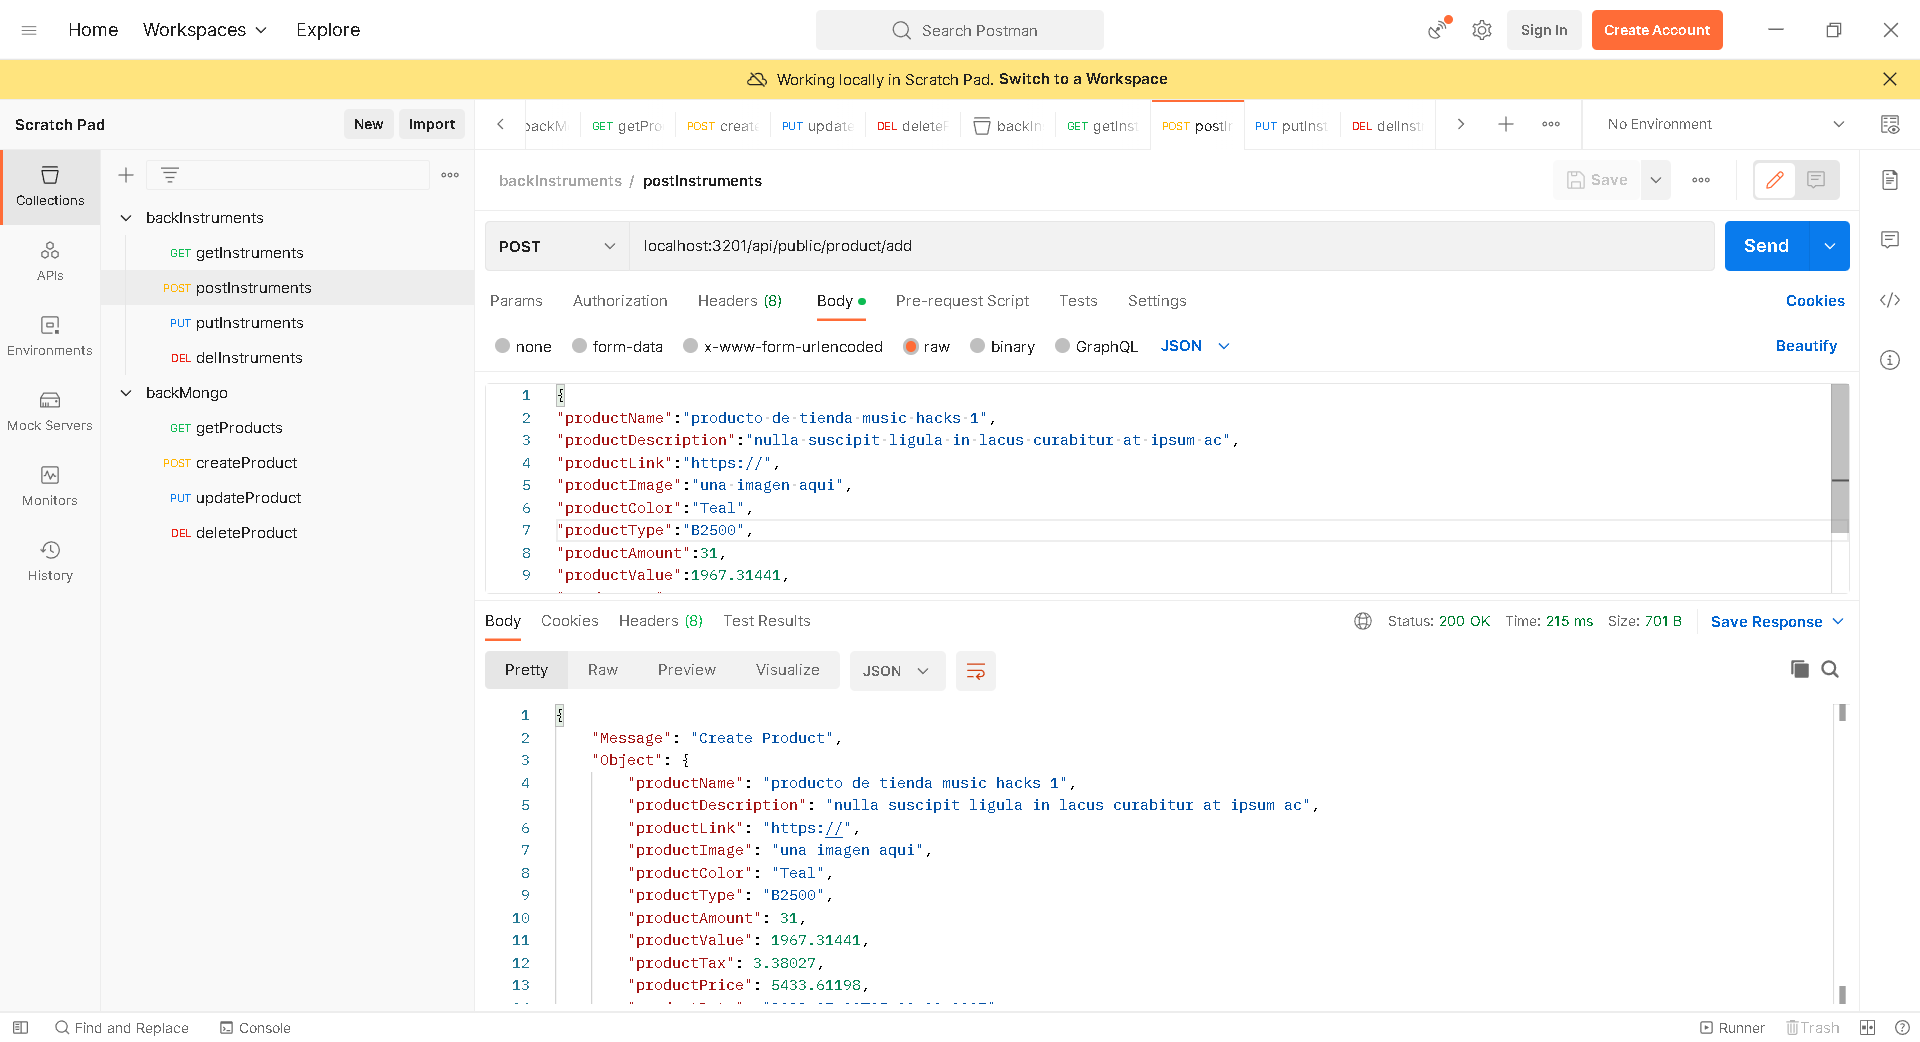 Home Workspaces Explore Search Postman Sign In Create Account
Working locally in Scratch Pad. Switch to a Workspace
Scratch Pad New Import
GET getPro POST create PUT update DEL delete backIn GET getInst POST postIn PUT putInst DEL delInst No Environment
Collections
APIs
Environments
Mock Servers
Monitors
History
backInstruments
GET getInstruments
POST postInstruments
PUT putInstruments
DEL delInstruments
backMongo
GET getProducts
POST createProduct
PUT updateProduct
DEL deleteProduct
backInstruments / postInstruments Save
POST localhost:3201/api/public/product/add Send
Params Authorization Headers (8) Body Pre-request Script Tests Settings Cookies
none form-data x-www-form-urlencoded raw binary GraphQL JSON Beautify
1 {
2 "productName":"producto de tienda music hacks 1",
3 "productDescription":"nulla suscipit ligula in lacus curabitur at ipsum ac",
4 "productLink":"https://",
5 "productImage":"una imagen aqui",
6 "productColor":"Teal",
7 "productType":"B2500",
8 "productAmount":31,
9 "productValue":1967.31441,
Body Cookies Headers (8) Test Results Status: 200 OK Time: 215 ms Size: 701 B Save Response
Pretty Raw Preview Visualize JSON
1 {
2 "Message": "Create Product",
3 "Object": {
4 "productName": "producto de tienda music hacks 1",
5 "productDescription": "nulla suscipit ligula in lacus curabitur at ipsum ac",
6 "productLink": "https://",
7 "productImage": "una imagen aqui",
8 "productColor": "Teal",
9 "productType": "B2500",
10 "productAmount": 31,
11 "productValue": 1967.31441,
12 "productTax": 3.38027,
13 "productPrice": 5433.61198,
Find and Replace Console Runner Trash